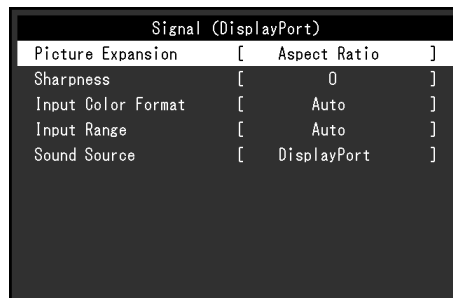 Signal (DisplayPort)
Picture Expansion [ Aspect Ratio ]
Sharpness [ 0 ]
Input Color Format [ Auto ]
Input Range [ Auto ]
Sound Source [ DisplayPort ]